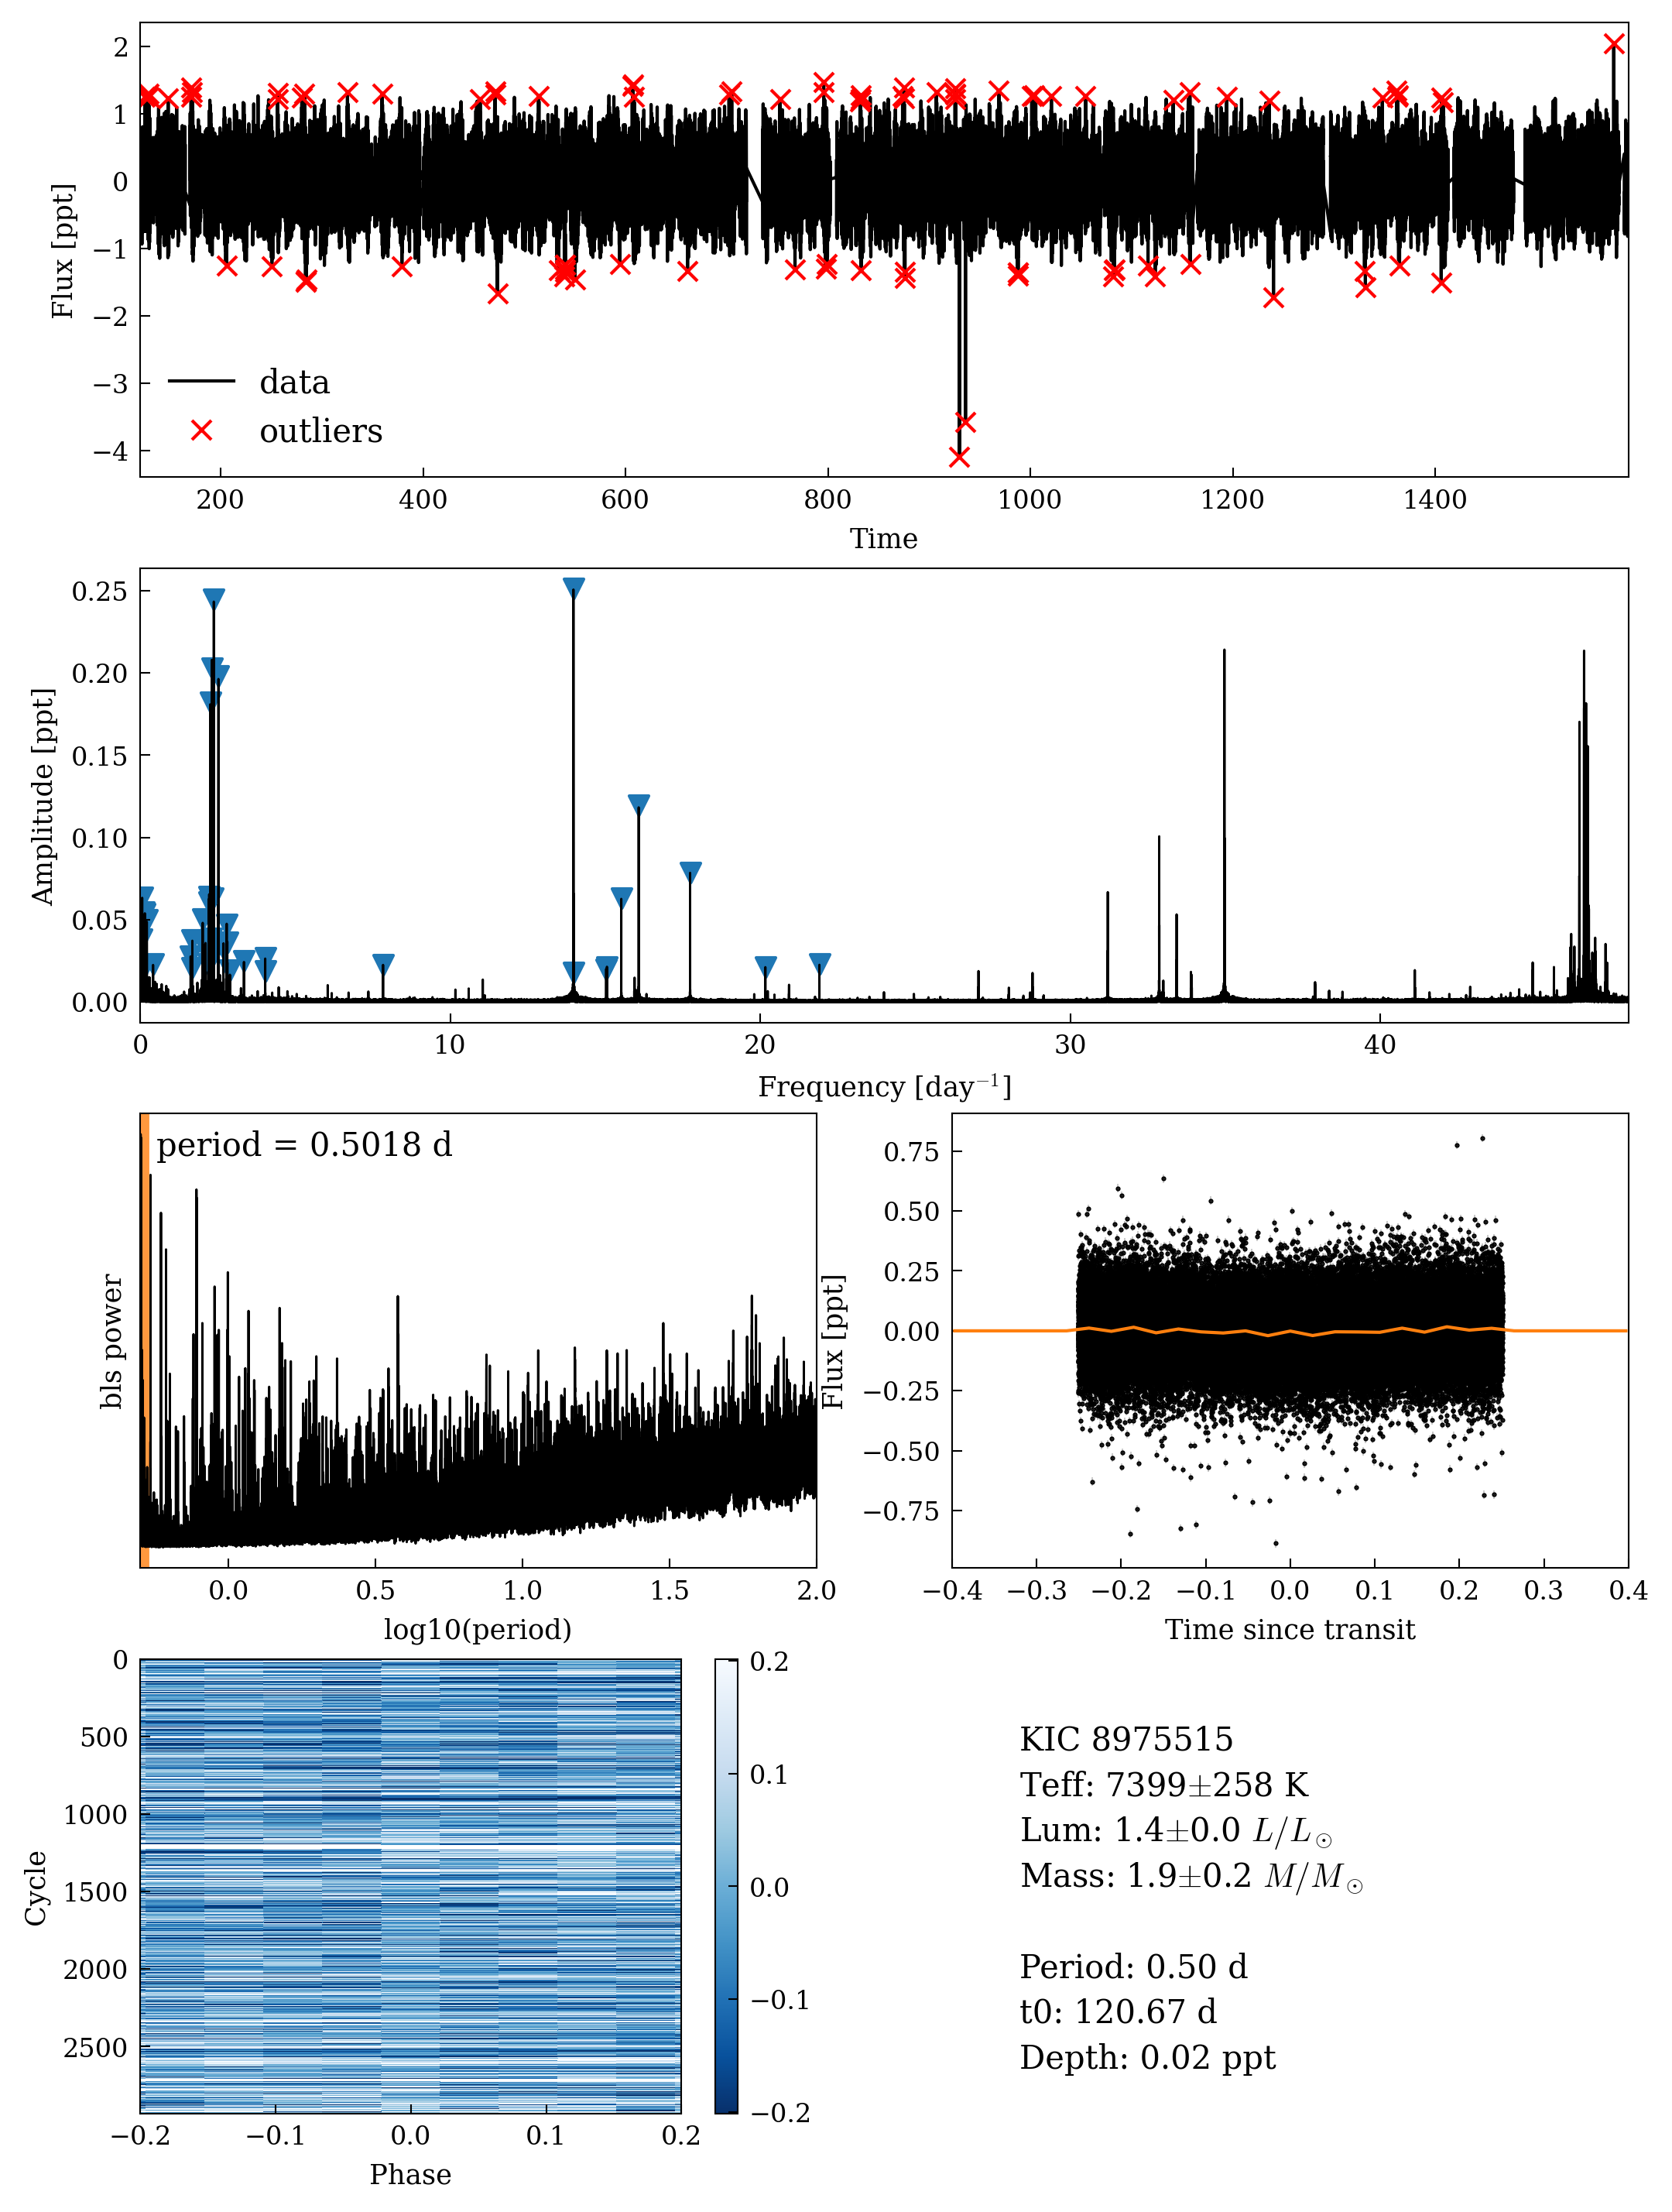 2
1
0
−1
−2
−3
−4
Flux [ppt]
data
outliers
200 400 600 800 1000 1200 1400
Time
0.25
0.20
0.15
0.10
0.05
0.00
Amplitude [ppt]
0 10 20 30 40
Frequency [day⁻¹]
period = 0.5018 d
bls power
0.0 0.5 1.0 1.5 2.0
log10(period)
0.75
0.50
0.25
0.00
−0.25
−0.50
−0.75
Flux [ppt]
−0.4 −0.3 −0.2 −0.1 0.0 0.1 0.2 0.3 0.4
Time since transit
0
500
1000
1500
2000
2500
Cycle
−0.2 −0.1 0.0 0.1 0.2
Phase
0.2
0.1
0.0
−0.1
−0.2
KIC 8975515
Teff: 7399±258 K
Lum: 1.4±0.0 L/L⊙
Mass: 1.9±0.2 M/M⊙
Period: 0.50 d
t0: 120.67 d
Depth: 0.02 ppt